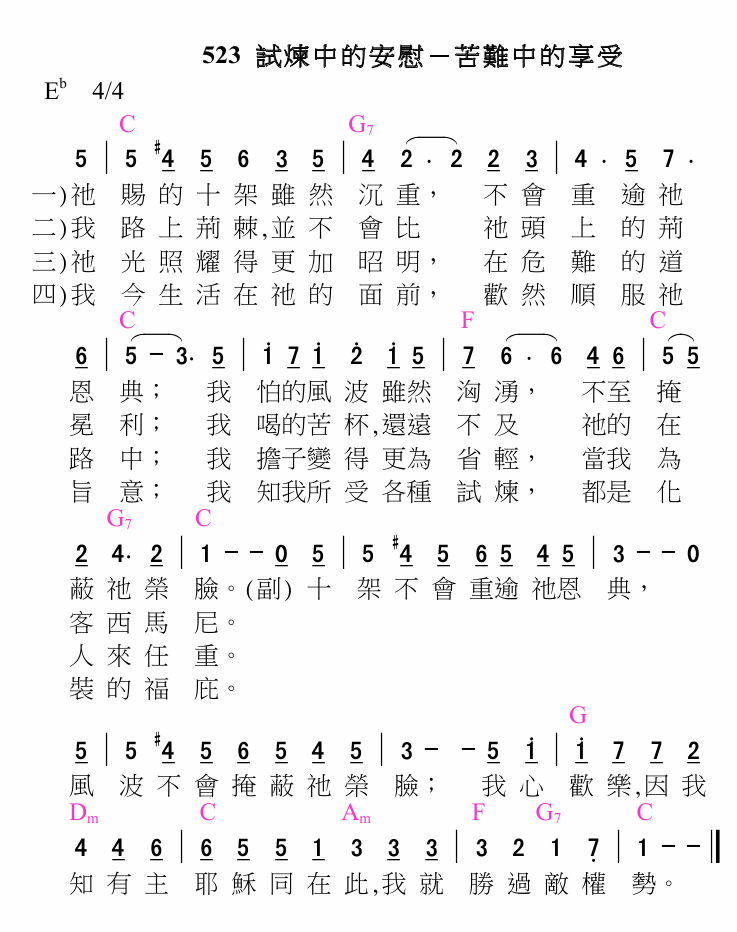 523 試煉中的安慰－苦難中的享受
E♭ 4/4
C G7
5 | 5 #4 5 6 3 5 | 4 2 . 2 2 3 | 4 . 5 7 .
一)祂 賜的十架雖然 沉重， 不會 重 逾祂
二)我 路上荊棘,並不 會比 祂頭 上 的荊
三)祂 光照耀得更加 昭明， 在危 難 的道
四)我 今生活在祂的 面前， 歡然 順 服祂
C F C
6 | 5 - 3. 5 | i 7 i 2 i 5 | 7 6 . 6 4 6 | 5 5
恩 典； 我 怕的風波雖然 洶湧， 不至 掩
冕 利； 我 喝的苦杯,還遠 不及 祂的 在
路 中； 我 擔子變得更為 省輕， 當我 為
旨 意； 我 知我所受各種 試煉， 都是 化
G7 C
2 4. 2 | 1 - - 0 5 | 5 #4 5 6 5 4 5 | 3 - - 0
蔽祂榮 臉。(副) 十 架不會重逾祂恩 典，
客西馬 尼。
人來任 重。
裝的福 庇。
G
5 | 5 #4 5 6 5 4 5 | 3 - - 5 i | i 7 7 2
風 波不會掩蔽祂榮 臉； 我心 歡樂,因我
Dm C Am F G7 C
4 4 6 | 6 5 5 1 3 3 3 | 3 2 1 7 | 1 - - ‖
知有主 耶穌同在此,我就 勝過敵權 勢。